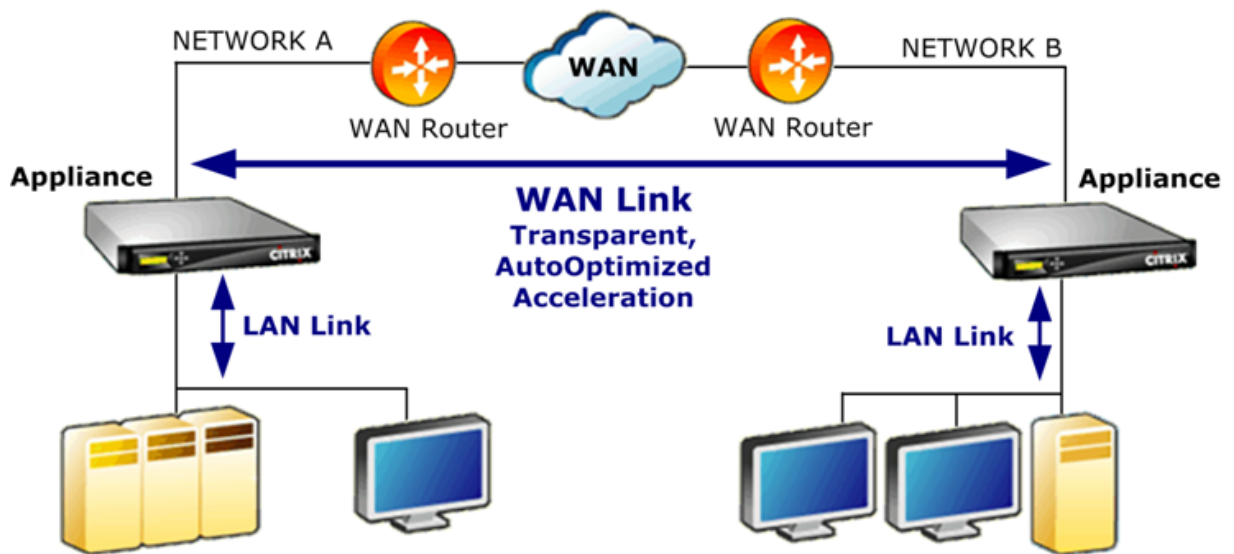 NETWORK A
WAN
NETWORK B
WAN Router
WAN Router
Appliance
Appliance
WAN Link
Transparent,
AutoOptimized
Acceleration
CITRIX
CITRIX
LAN Link
LAN Link